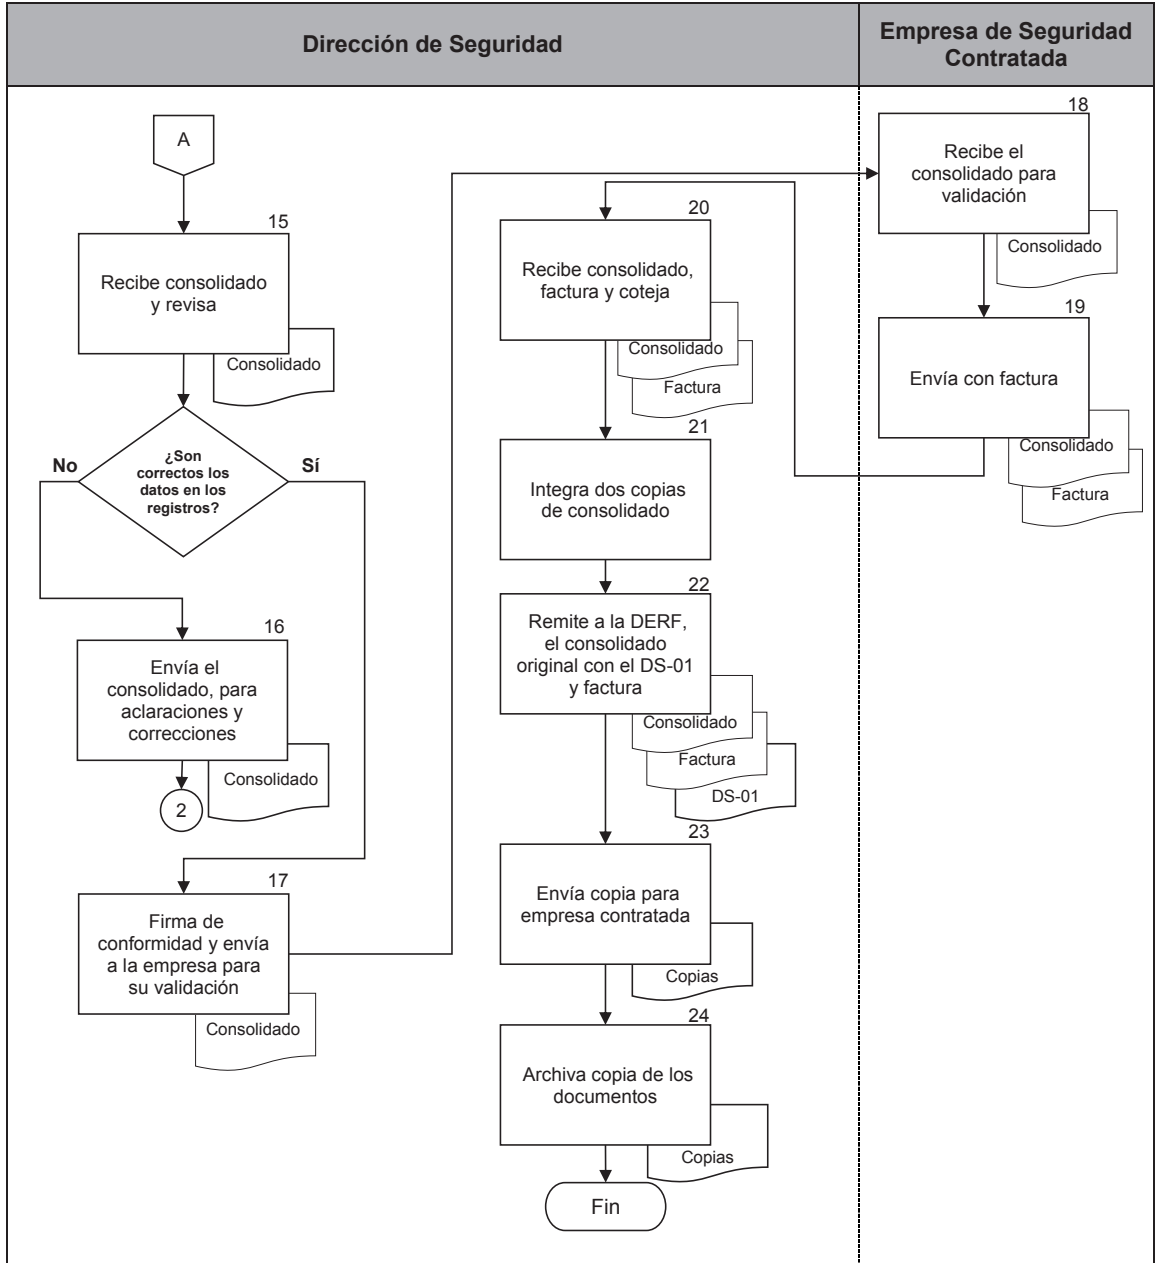 Dirección de Seguridad
Empresa de Seguridad
Contratada
A
15
Recibe consolidado
y revisa
Consolidado
¿Son
correctos los
datos en los
registros?
No
Sí
16
Envía el
consolidado, para
aclaraciones y
correcciones
Consolidado
2
17
Firma de
conformidad y envía
a la empresa para
su validación
Consolidado
18
Recibe el
consolidado para
validación
Consolidado
19
Envía con factura
Consolidado
Factura
20
Recibe consolidado,
factura y coteja
Consolidado
Factura
21
Integra dos copias
de consolidado
22
Remite a la DERF,
el consolidado
original con el DS-01
y factura
Consolidado
Factura
DS-01
23
Envía copia para
empresa contratada
Copias
24
Archiva copia de los
documentos
Copias
Fin